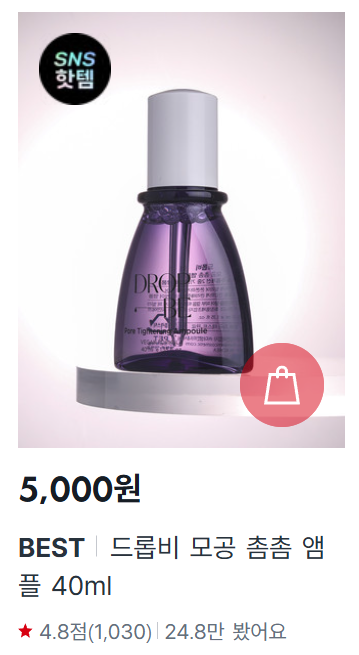 SNS
핫템
DROP
BE
Pore Tightening Ampoule
5,000원
BEST 드롭비 모공 촘촘 앰
플 40ml
4.8점(1,030) 24.8만 봤어요